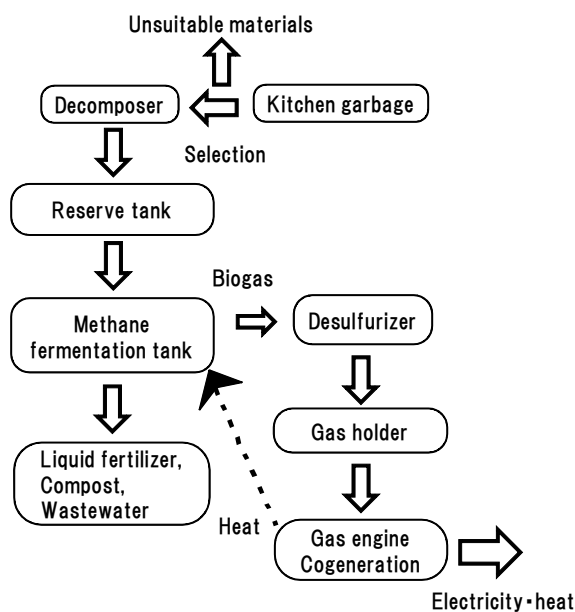 Unsuitable materials
Decomposer
Kitchen garbage
Selection
Reserve tank
Biogas
Methane
fermentation tank
Desulfurizer
Gas holder
Liquid fertilizer,
Compost,
Wastewater
Heat
Gas engine
Cogeneration
Electricity・heat